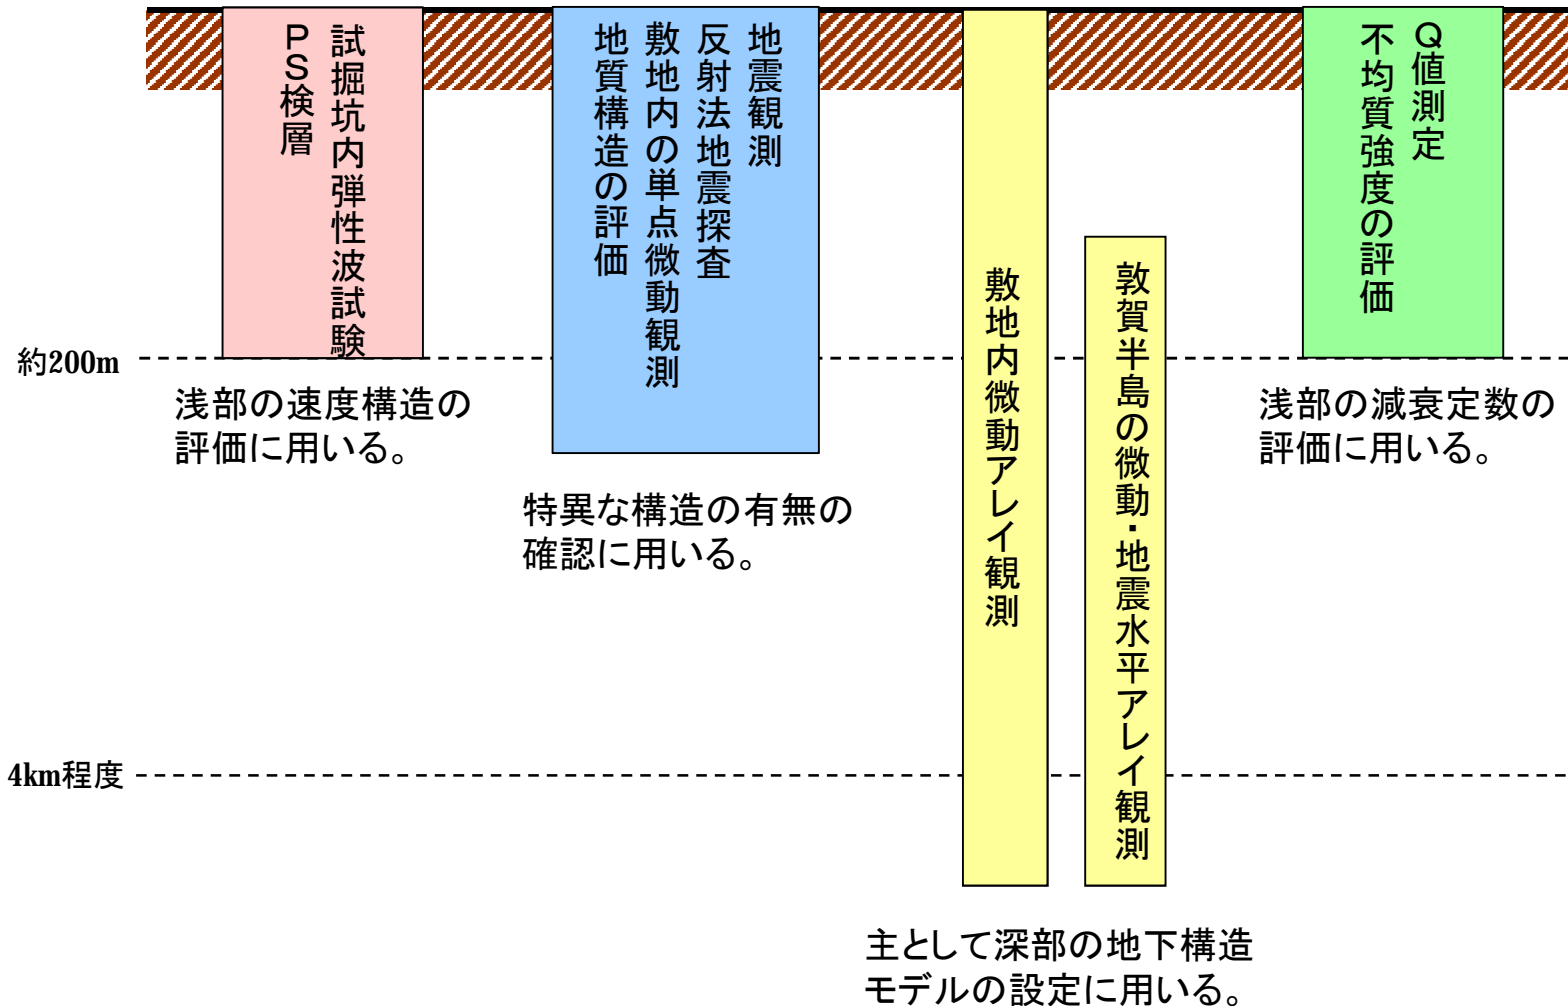 試掘坑内弾性波試験
PS検層
地震観測
反射法地震探査
敷地内の単点微動観測
地質構造の評価
敷地内微動アレイ観測
敦賀半島の微動・地震水平アレイ観測
Q値測定
不均質強度の評価
約200m
浅部の速度構造の
評価に用いる。
特異な構造の有無の
確認に用いる。
浅部の減衰定数の
評価に用いる。
4km程度
主として深部の地下構造
モデルの設定に用いる。